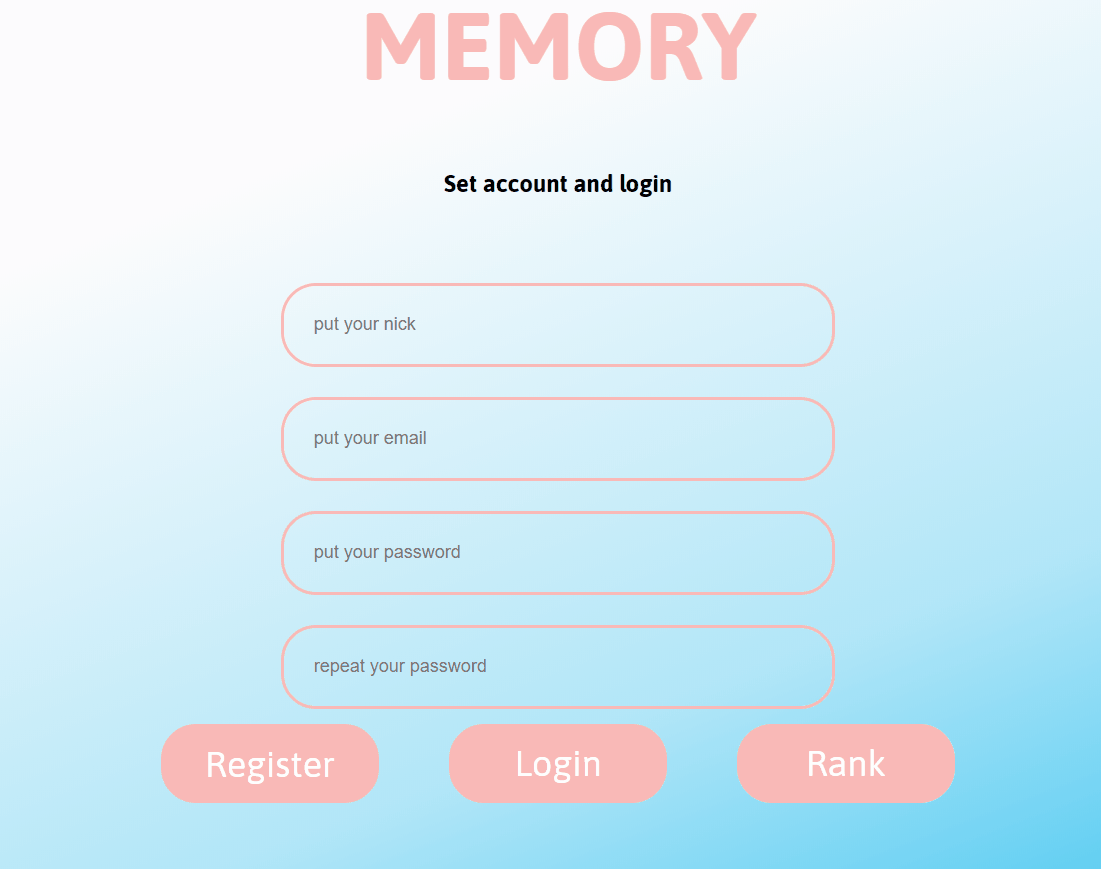 MEMORY
Set account and login
put your nick
put your email
put your password
repeat your password
Register Login Rank